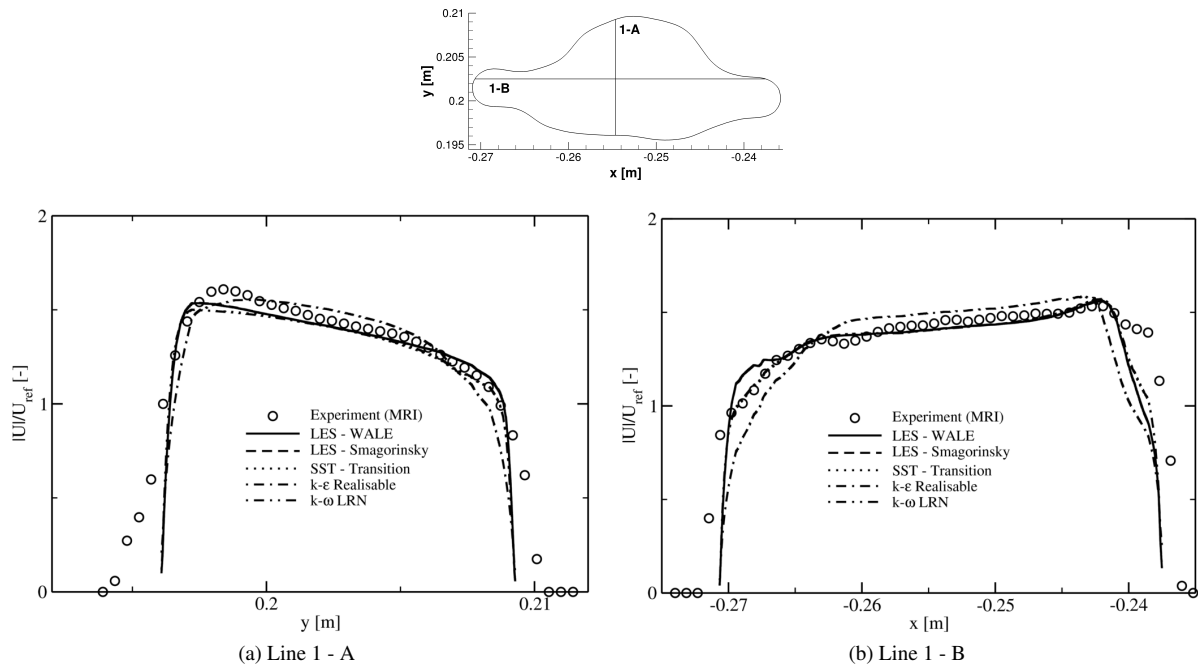 0.21
0.205
0.2
0.195
y [m]
1-A
1-B
-0.27 -0.26 -0.25 -0.24
x [m]
2
1
0
|U|/U_ref [-]
Experiment (MRI)
LES - WALE
LES - Smagorinsky
SST - Transition
k-ε Realisable
k-ω LRN
0.2 0.21
y [m]
(a) Line 1 - A
2
1
0
|U|/U_ref [-]
Experiment (MRI)
LES - WALE
LES - Smagorinsky
SST - Transition
k-ε Realisable
k-ω LRN
-0.27 -0.26 -0.25 -0.24
x [m]
(b) Line 1 - B